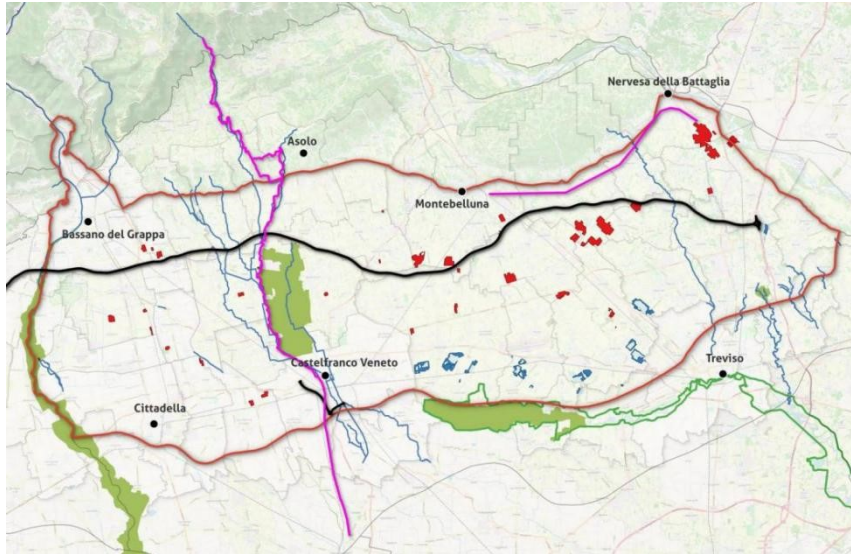 Nervesa della Battaglia
Asolo
Montebelluna
Bassano del Grappa
Castelfranco Veneto
Treviso
Cittadella